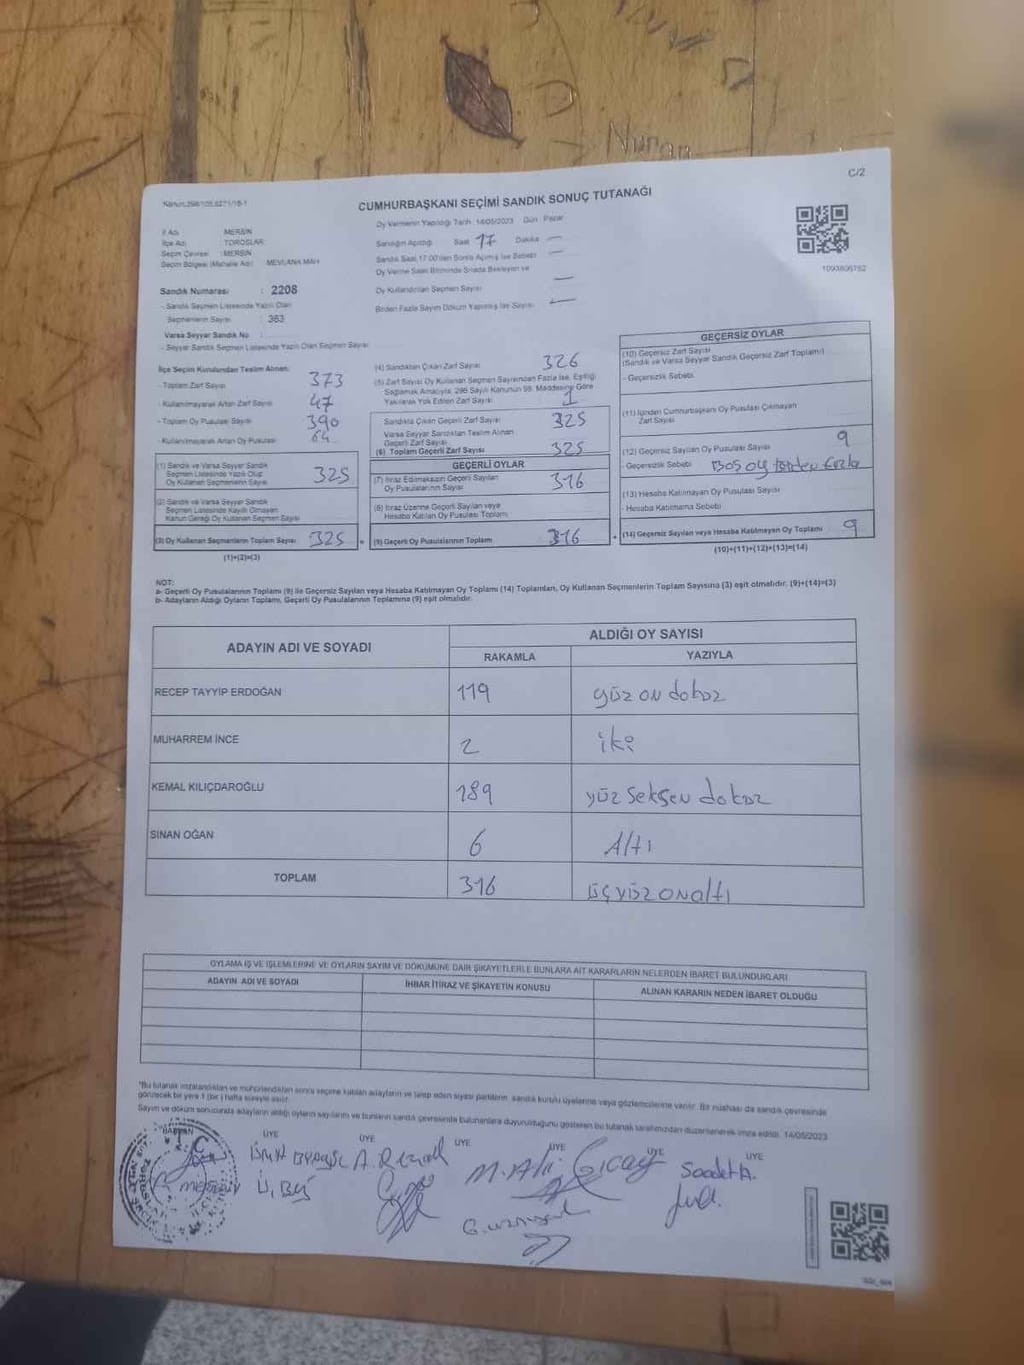 Nuran
C/2
CUMHURBAŞKANI SEÇİMİ SANDIK SONUÇ TUTANAĞI
Oy Vermenin Yapıldığı Tarih : 14/05/2023 Gün : Pazar
İl Adı : MERSİN
İlçe Adı : TOROSLAR
Seçim Çevresi : MERSİN
Seçim Bölgesi (Mahalle Adı) : MEVLANA MAH.
Sandığın Açıldığı Saat 17 Dakika —
Sandık Saat 17.00'den Sonra Açılmış İse Sebebi —
Oy Verme Saati Bitiminde Sırada Bekleyen ve
Oy Kullandırılan Seçmen Sayısı —
Birden Fazla Sayım Döküm Yapılmış İse Sayısı —
1093806752
Sandık Numarası : 2208
- Sandık Seçmen Listesinde Yazılı Olan
Seçmenlerin Sayısı : 363
Varsa Seyyar Sandık No :
- Seyyar Sandık Seçmen Listesinde Yazılı Olan Seçmen Sayısı
İlçe Seçim Kurulundan Teslim Alınan:
- Toplam Zarf Sayısı 373
- Kullanılmayarak Artan Zarf Sayısı 47
- Toplam Oy Pusulası Sayısı 390
- Kullanılmayarak Artan Oy Pusulası 64
(1) Sandık ve Varsa Seyyar Sandık
Seçmen Listesinde Yazılı Olup
Oy Kullanan Seçmenlerin Sayısı 325
(2) Sandık ve Varsa Seyyar Sandık
Seçmen Listesinde Kayıtlı Olmayan
Kanun Gereği Oy Kullanan Seçmen Sayısı
(3) Oy Kullanan Seçmenlerin Toplam Sayısı 325
(1)+(2)=(3)
(4) Sandıktan Çıkan Zarf Sayısı 326
(5) Zarf Sayısı Oy Kullanan Seçmen Sayısından Fazla İse, Eşitliği
Sağlamak Amacıyla, 298 Sayılı Kanunun 98. Maddesine Göre
Yakılarak Yok Edilen Zarf Sayısı 1
Sandıkta Çıkan Geçerli Zarf Sayısı 325
Varsa Seyyar Sandıktan Teslim Alınan
Geçerli Zarf Sayısı
(6) Toplam Geçerli Zarf Sayısı 325
GEÇERLİ OYLAR
(7) İtiraz Edilmeksizin Geçerli Sayılan
Oy Pusulalarının Sayısı 316
(8) İtiraz Üzerine Geçerli Sayılan veya
Hesaba Katılan Oy Pusulası Toplamı
(9) Geçerli Oy Pusulalarının Toplamı 316
GEÇERSİZ OYLAR
(10) Geçersiz Zarf Sayısı
(Sandık ve Varsa Seyyar Sandık Geçersiz Zarf Toplamı)
- Geçersizlik Sebebi
(11) İçinden Cumhurbaşkanı Oy Pusulası Çıkmayan
Zarf Sayısı
(12) Geçersiz Sayılan Oy Pusulası Sayısı 9
- Geçersizlik Sebebi Boş oy birden fazla
(13) Hesaba Katılmayan Oy Pusulası Sayısı
- Hesaba Katılmama Sebebi
(14) Geçersiz Sayılan veya Hesaba Katılmayan Oy Toplamı 9
(10)+(11)+(12)+(13)=(14)
NOT:
a- Geçerli Oy Pusulalarının Toplamı (9) ile Geçersiz Sayılan veya Hesaba Katılmayan Oy Toplamı (14) Toplamları, Oy Kullanan Seçmenlerin Toplam Sayısına (3) eşit olmalıdır. (9)+(14)=(3)
b- Adayların Aldığı Oyların Toplamı, Geçerli Oy Pusulalarının Toplamına (9) eşit olmalıdır.
ADAYIN ADI VE SOYADI ALDIĞI OY SAYISI
RAKAMLA YAZIYLA
RECEP TAYYİP ERDOĞAN 119 yüz on dokuz
MUHARREM İNCE 2 iki
KEMAL KILIÇDAROĞLU 189 yüz seksen dokuz
SİNAN OĞAN 6 Altı
TOPLAM 316 üçyüz onaltı
OYLAMA İŞ VE İŞLEMLERİNE VE OYLARIN SAYIM VE DÖKÜMÜNE DAİR ŞİKAYETLERLE BUNLARA AİT KARARLARIN NELERDEN İBARET BULUNDUKLARI
ADAYIN ADI VE SOYADI İHBAR İTİRAZ VE ŞİKAYETİN KONUSU ALINAN KARARIN NEDEN İBARET OLDUĞU
*Bu tutanak imzalandıktan ve mühürlendikten sonra seçime katılan adayların ve talep eden siyasi partilerin sandık kurulu üyelerine veya gözlemcilerine verilir. Bir nüshası da sandık çevresinde
görülecek bir yere 1 (bir) hafta süreyle asılır.
Sayım ve döküm sonucunda adayların aldığı oyların sayılarını ve bunların sandık çevresinde bulunanlara duyurulduğunu gösteren bu tutanak tarafımızdan düzenlenerek imza edildi. 14/05/2023
BAŞKAN ÜYE ÜYE ÜYE ÜYE ÜYE ÜYE
M. Ali
Saadet A.